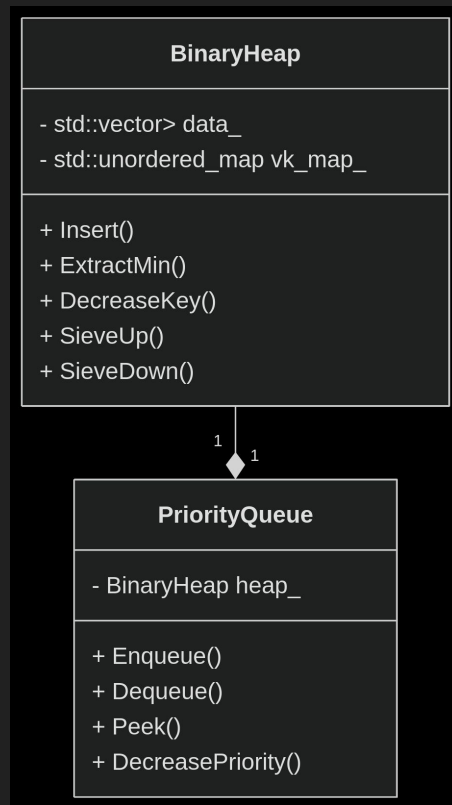 BinaryHeap
- std::vector> data_
- std::unordered_map vk_map_
+ Insert()
+ ExtractMin()
+ DecreaseKey()
+ SieveUp()
+ SieveDown()
1
1
PriorityQueue
- BinaryHeap heap_
+ Enqueue()
+ Dequeue()
+ Peek()
+ DecreasePriority()